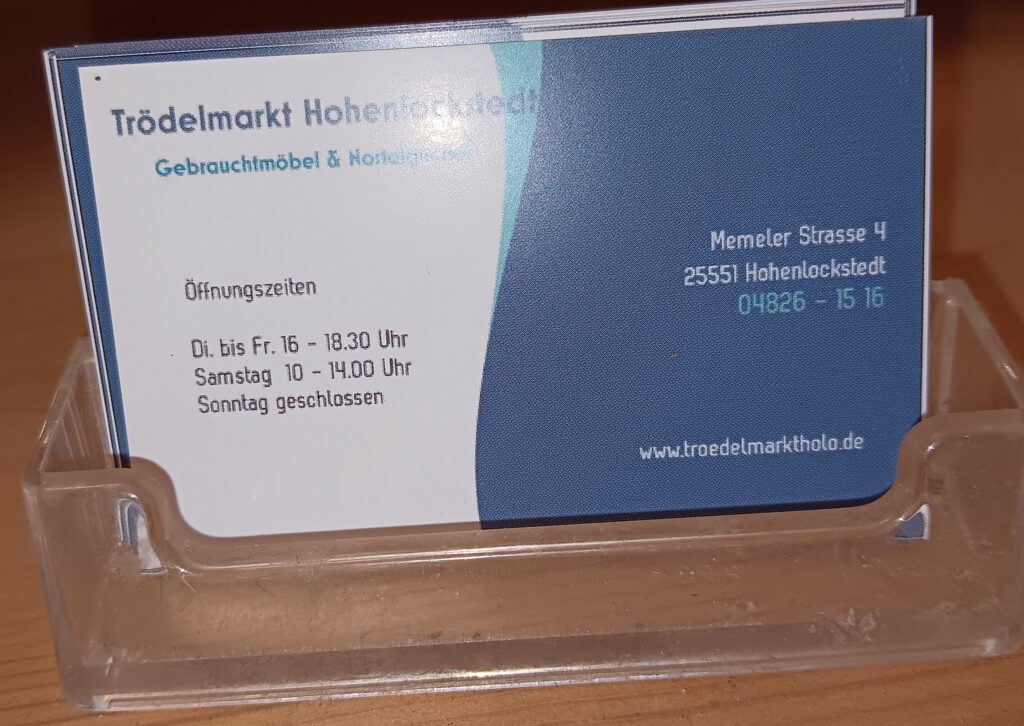 Trödelmarkt Hohenlockstedt
Gebrauchtmöbel &
Öffnungszeiten
Di. bis Fr. 16 - 18.30 Uhr
Samstag 10 - 14.00 Uhr
Sonntag geschlossen
Memeler Strasse 4
25551 Hohenlockstedt
04826 - 15 16
www.troedelmarktholo.de